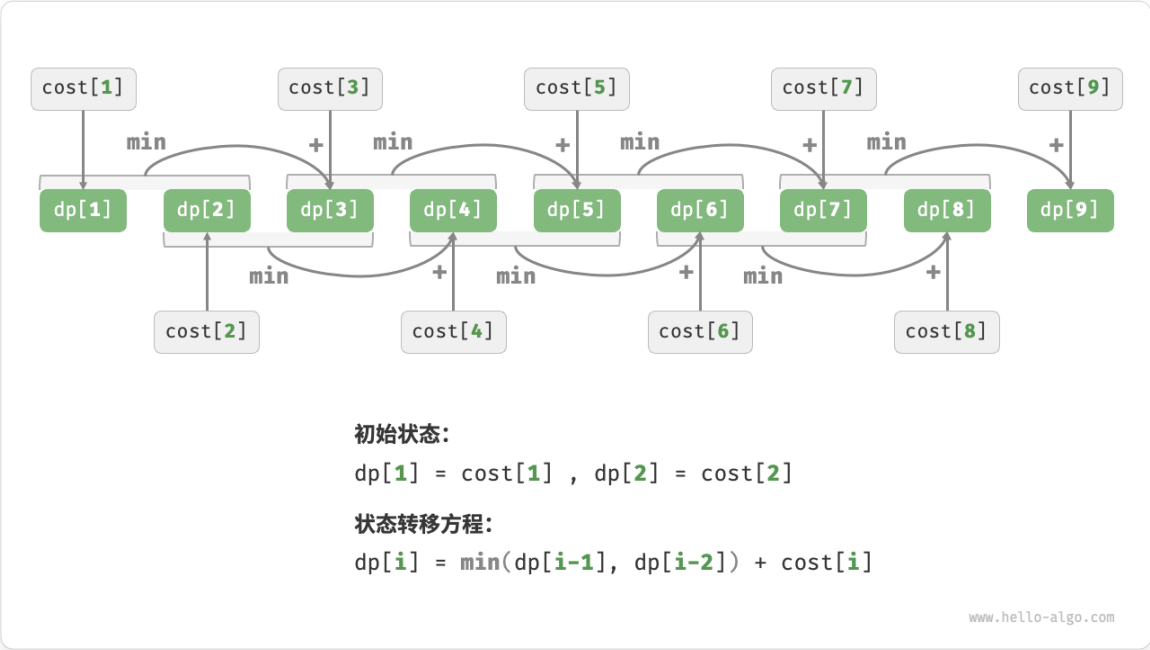 cost[1] cost[3] cost[5] cost[7] cost[9]
min + min + min + min +
dp[1] dp[2] dp[3] dp[4] dp[5] dp[6] dp[7] dp[8] dp[9]
min + min + min +
cost[2] cost[4] cost[6] cost[8]
初始状态：
dp[1] = cost[1] , dp[2] = cost[2]
状态转移方程：
dp[i] = min(dp[i-1], dp[i-2]) + cost[i]
www.hello-algo.com